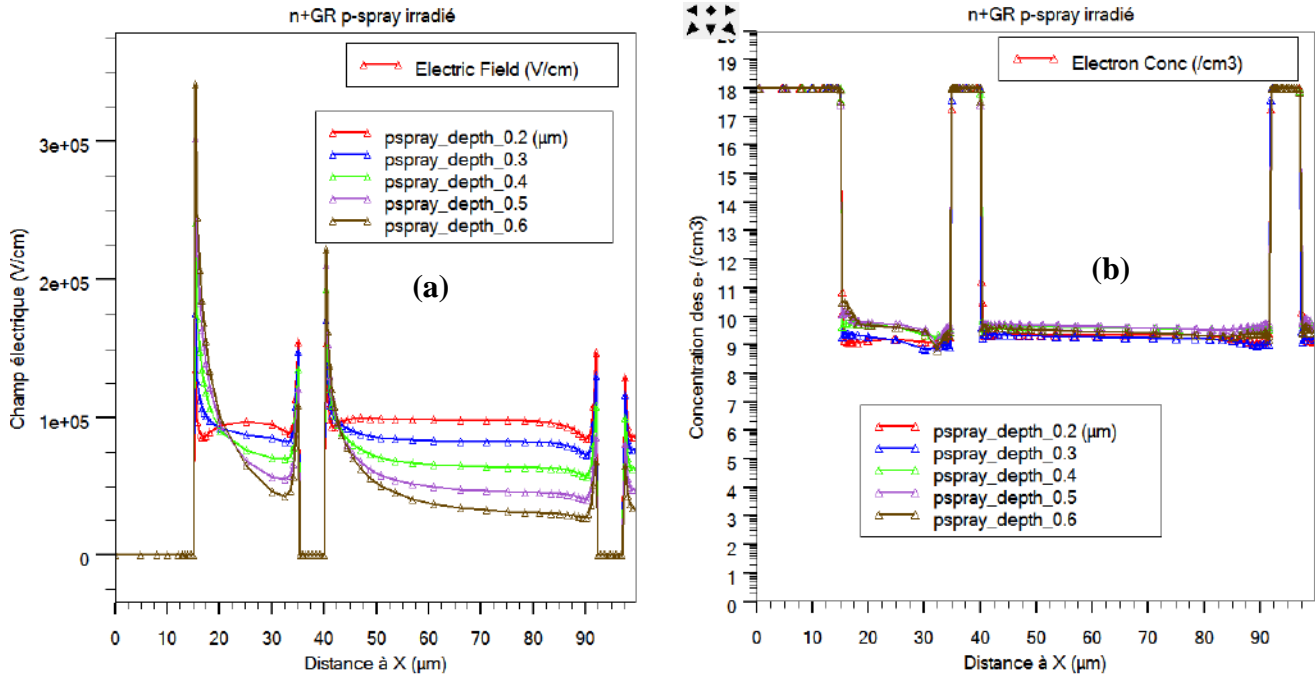 n+GR p-spray irradié
Electric Field (V/cm)
pspray_depth_0.2 (µm)
pspray_depth_0.3
pspray_depth_0.4
pspray_depth_0.5
pspray_depth_0.6
(a)
Champ électrique (V/cm)
3e+05
2e+05
1e+05
0
0 10 20 30 40 50 60 70 80 90
Distance à X (µm)
n+GR p-spray irradié
Electron Conc (/cm3)
(b)
pspray_depth_0.2 (µm)
pspray_depth_0.3
pspray_depth_0.4
pspray_depth_0.5
pspray_depth_0.6
Concentration des e- (/cm3)
20
19
18
17
16
15
14
13
12
11
10
9
8
7
6
5
4
3
2
1
0
0 10 20 30 40 50 60 70 80 90
Distance à X (µm)